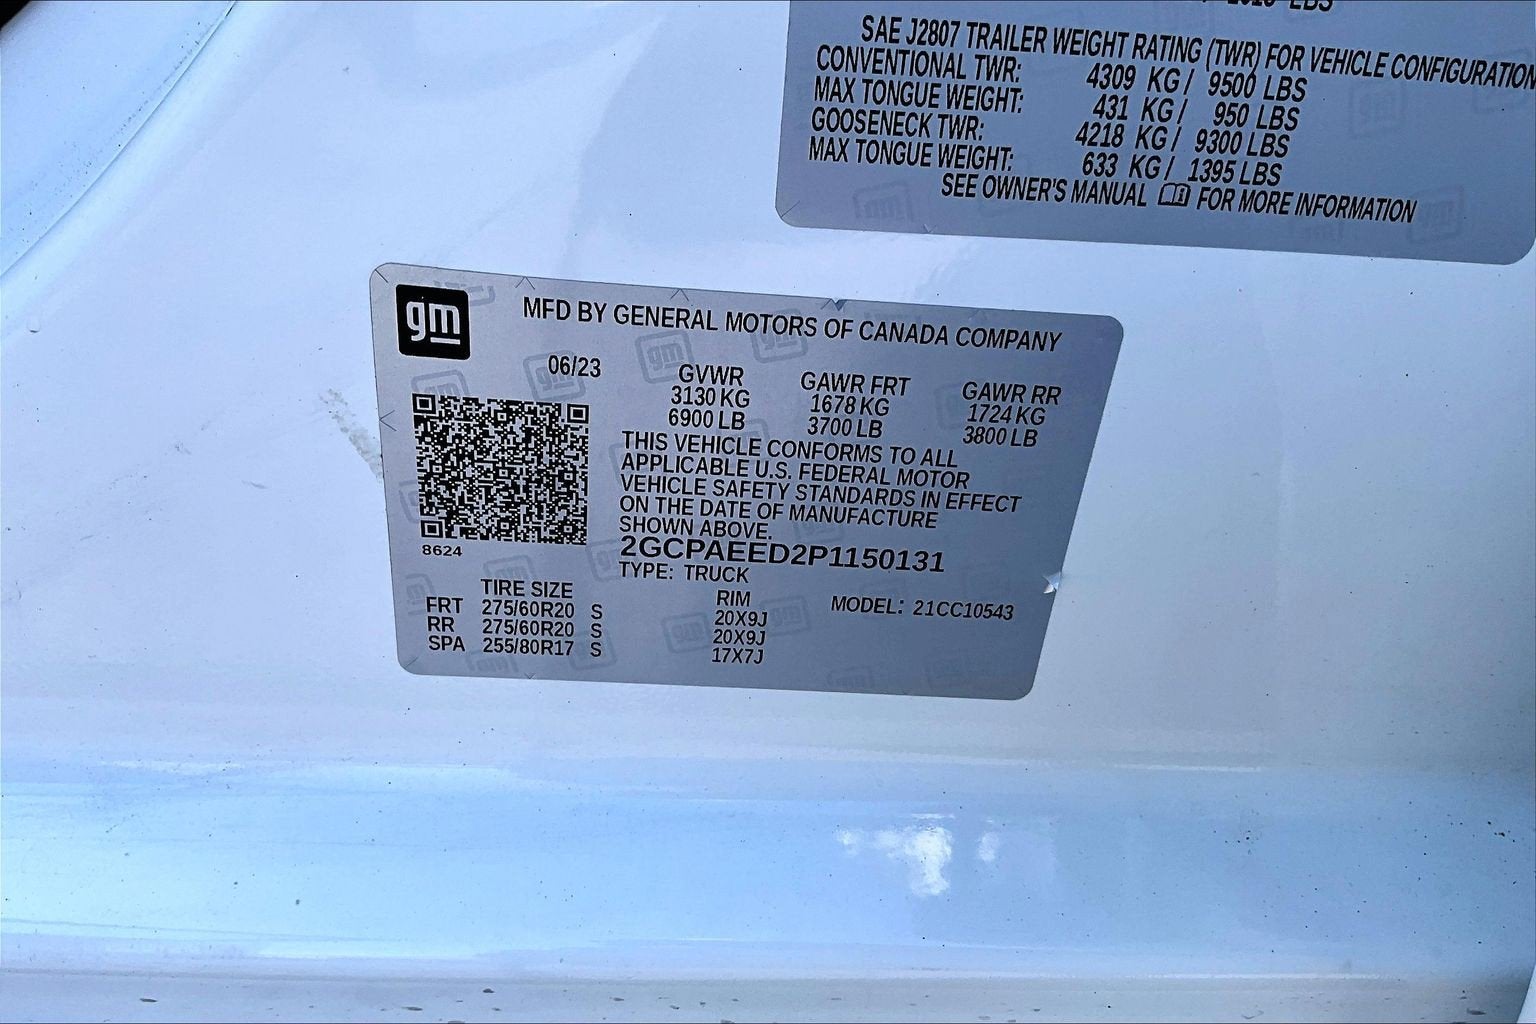 LBS
SAE J2807 TRAILER WEIGHT RATING (TWR) FOR VEHICLE CONFIGURATION
CONVENTIONAL TWR: 4309 KG/ 9500 LBS
MAX TONGUE WEIGHT: 431 KG/ 950 LBS
GOOSENECK TWR: 4218 KG/ 9300 LBS
MAX TONGUE WEIGHT: 633 KG/ 1395 LBS
SEE OWNER'S MANUAL FOR MORE INFORMATION
gm
MFD BY GENERAL MOTORS OF CANADA COMPANY
06/23 GVWR GAWR FRT GAWR RR
3130 KG 1678 KG 1724 KG
6900 LB 3700 LB 3800 LB
THIS VEHICLE CONFORMS TO ALL
APPLICABLE U.S. FEDERAL MOTOR
VEHICLE SAFETY STANDARDS IN EFFECT
ON THE DATE OF MANUFACTURE
SHOWN ABOVE.
8624
2GCPAEED2P1150131
TYPE: TRUCK
TIRE SIZE RIM MODEL: 21CC10543
FRT 275/60R20 S 20X9J
RR 275/60R20 S 20X9J
SPA 255/80R17 S 17X7J